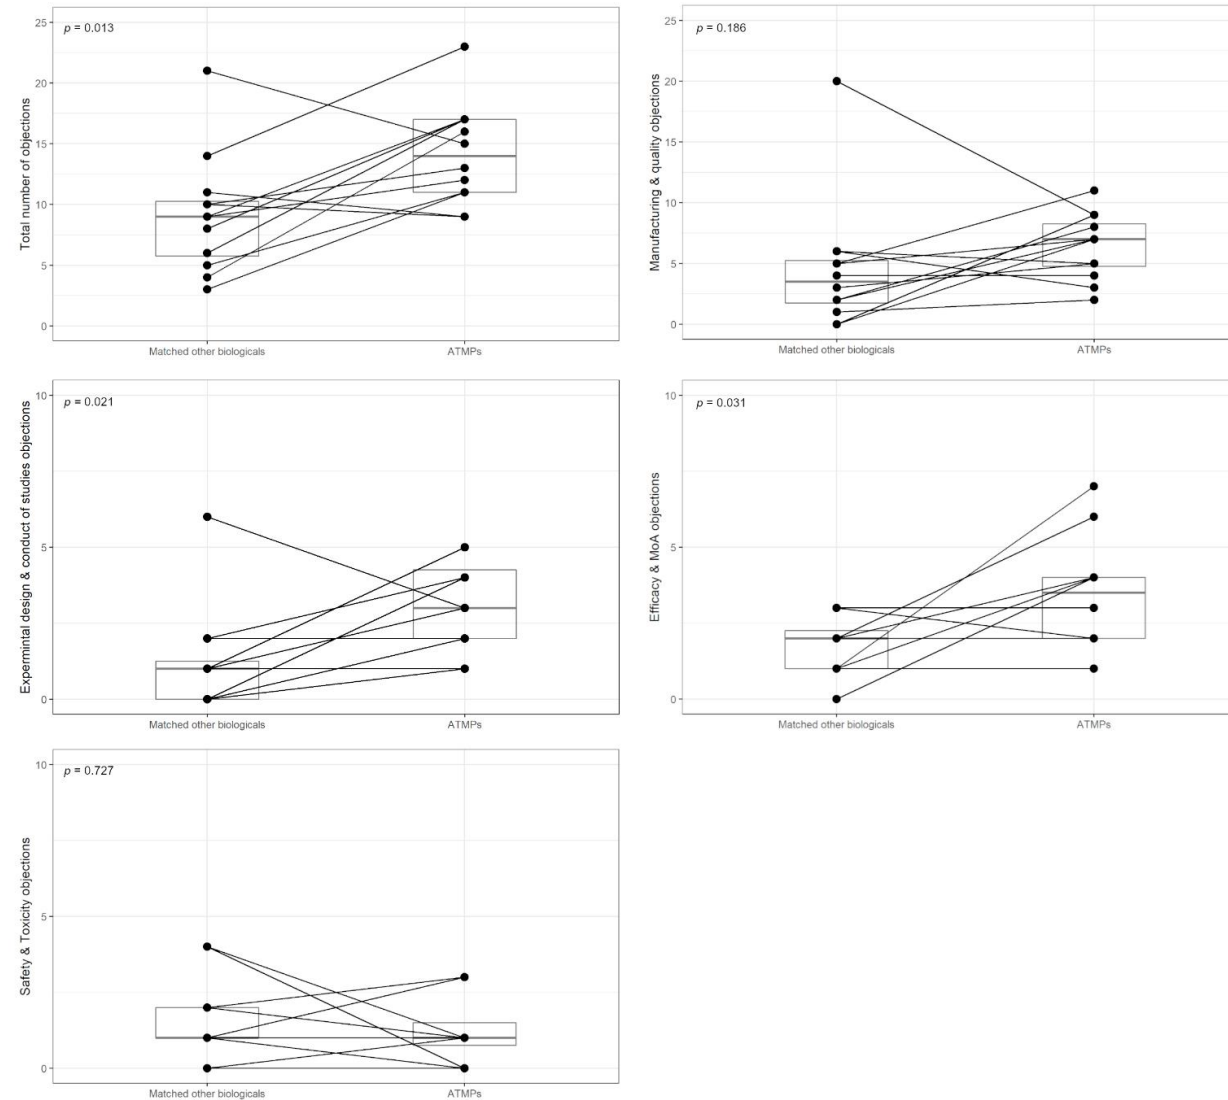 p = 0.013
Total number of objections
25
20
15
10
5
0
Matched other biologicals
ATMPs
p = 0.186
Manufacturing & quality objections
25
20
15
10
5
0
Matched other biologicals
ATMPs
p = 0.021
Expermintal design & conduct of studies objections
10
5
0
Matched other biologicals
ATMPs
p = 0.031
Efficacy & MoA objections
10
5
0
Matched other biologicals
ATMPs
p = 0.727
Safety & Toxicity objections
10
5
0
Matched other biologicals
ATMPs